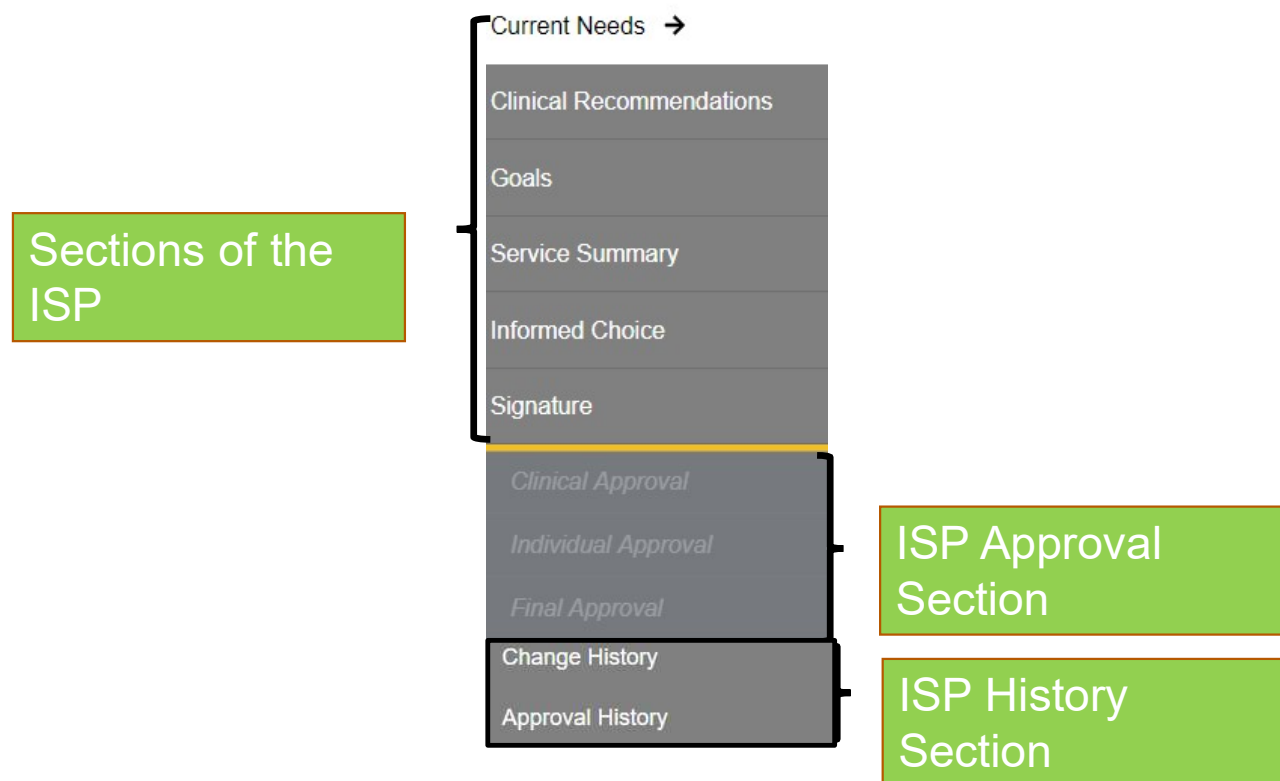 Current Needs →
Clinical Recommendations
Goals
Sections of the
ISP
Service Summary
Informed Choice
Signature
Clinical Approval
Individual Approval
Final Approval
ISP Approval
Section
Change History
Approval History
ISP History
Section